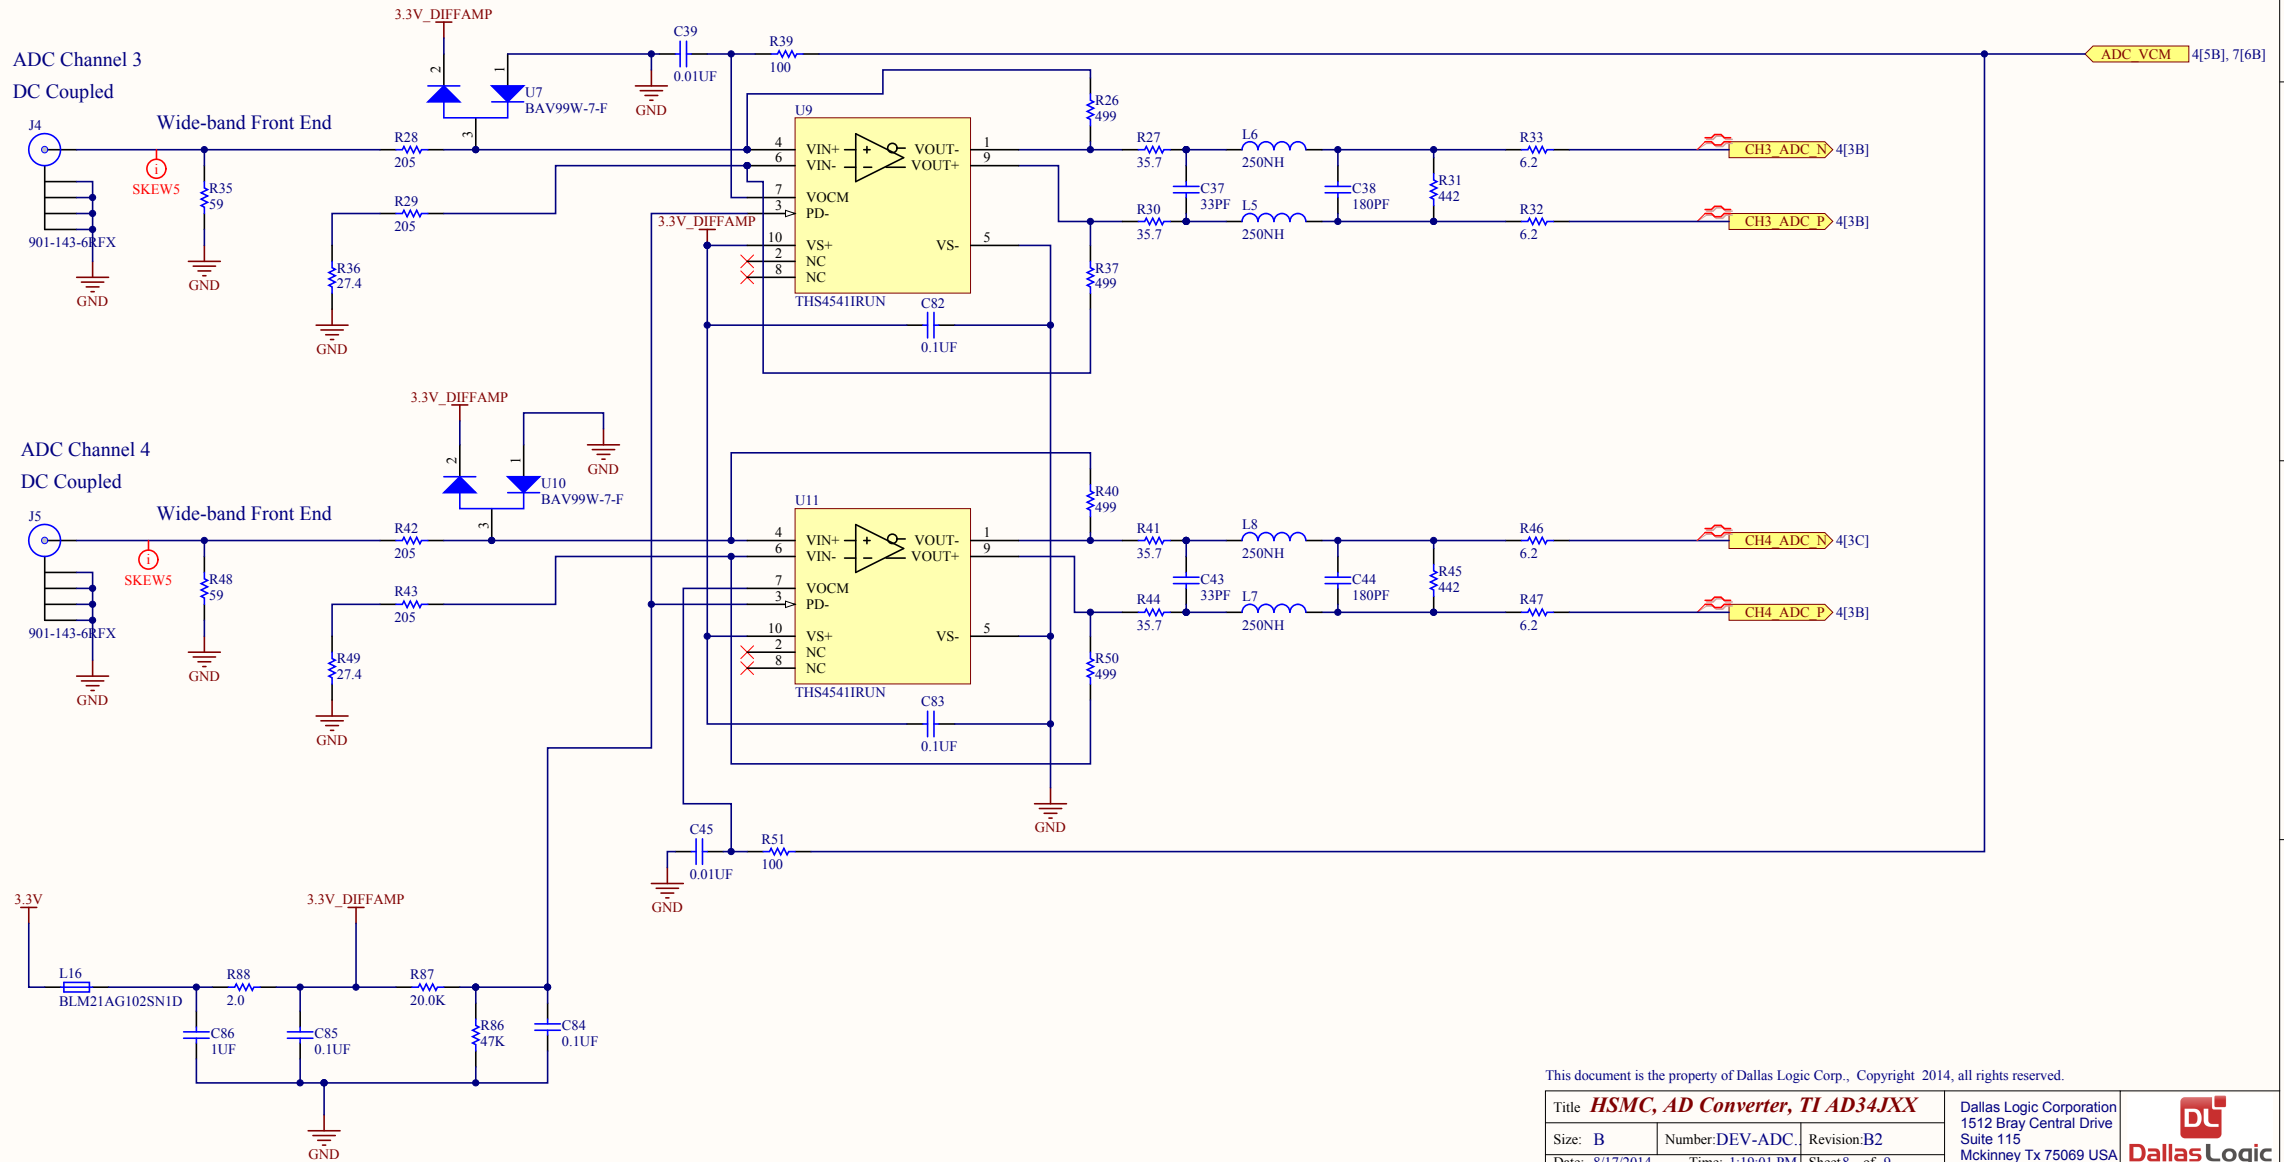 ADC Channel 3
DC Coupled
Wide-band Front End
J4
901-143-6RFX
GND
SKEW5
R35
59
GND
R28
205
R29
205
R36
27.4
GND
3.3V_DIFFAMP
2
1
3
U7
BAV99W-7-F
GND
C39
0.01UF
R39
100
ADC_VCM
4[5B], 7[6B]
U9
4 VIN+
6 VIN-
7 VOCM
3 PD-
10 VS+
2 NC
8 NC
VOUT- 1
VOUT+ 9
VS- 5
THS4541IRUN
3.3V_DIFFAMP
C82
0.1UF
R26
499
R27
35.7
R30
35.7
R37
499
C37
33PF
L6
250NH
L5
250NH
C38
180PF
R31
442
R33
6.2
R32
6.2
CH3_ADC_N 4[3B]
CH3_ADC_P 4[3B]
ADC Channel 4
DC Coupled
Wide-band Front End
J5
901-143-6RFX
GND
SKEW5
R48
59
GND
R42
205
R43
205
R49
27.4
GND
3.3V_DIFFAMP
2
1
3
U10
BAV99W-7-F
GND
U11
4 VIN+
6 VIN-
7 VOCM
3 PD-
10 VS+
2 NC
8 NC
VOUT- 1
VOUT+ 9
VS- 5
THS4541IRUN
C83
0.1UF
R40
499
R41
35.7
R44
35.7
R50
499
C43
33PF
L8
250NH
L7
250NH
C44
180PF
R45
442
R46
6.2
R47
6.2
CH4_ADC_N 4[3C]
CH4_ADC_P 4[3B]
GND
C45
0.01UF
R51
100
GND
3.3V
L16
BLM21AG102SN1D
3.3V_DIFFAMP
R88
2.0
R87
20.0K
C86
1UF
C85
0.1UF
R86
47K
C84
0.1UF
GND
This document is the property of Dallas Logic Corp., Copyright 2014, all rights reserved.
Title HSMC, AD Converter, TI AD34JXX
Size: B Number:DEV-ADC.. Revision:B2
Date: 8/17/2014 Time: 1:19:01 PM Sheet8 of 9
Dallas Logic Corporation
1512 Bray Central Drive
Suite 115
Mckinney Tx 75069 USA
DL
DallasLogic